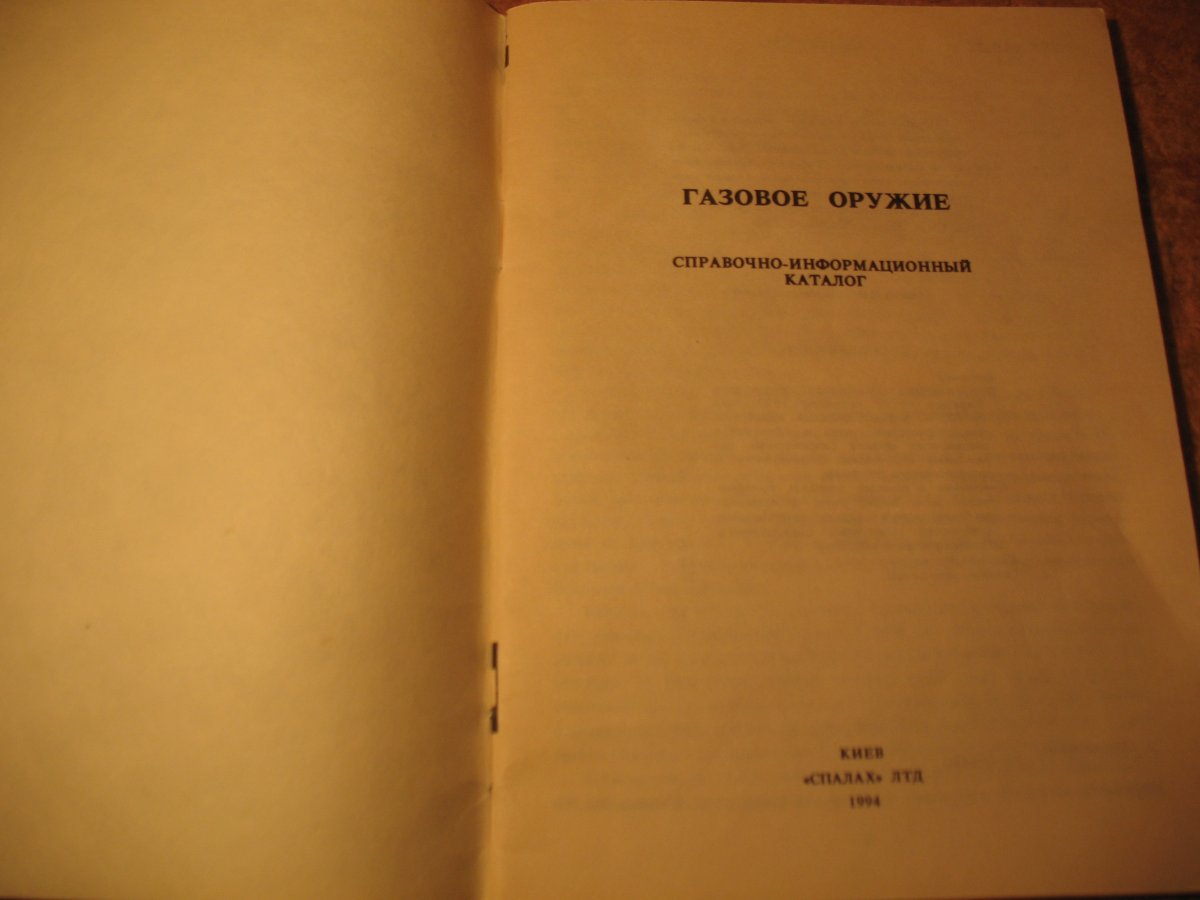 ГАЗОВОЕ ОРУЖИЕ
СПРАВОЧНО-ИНФОРМАЦИОННЫЙ
КАТАЛОГ
КИЕВ
«СПАЛАХ» ЛТД
1994